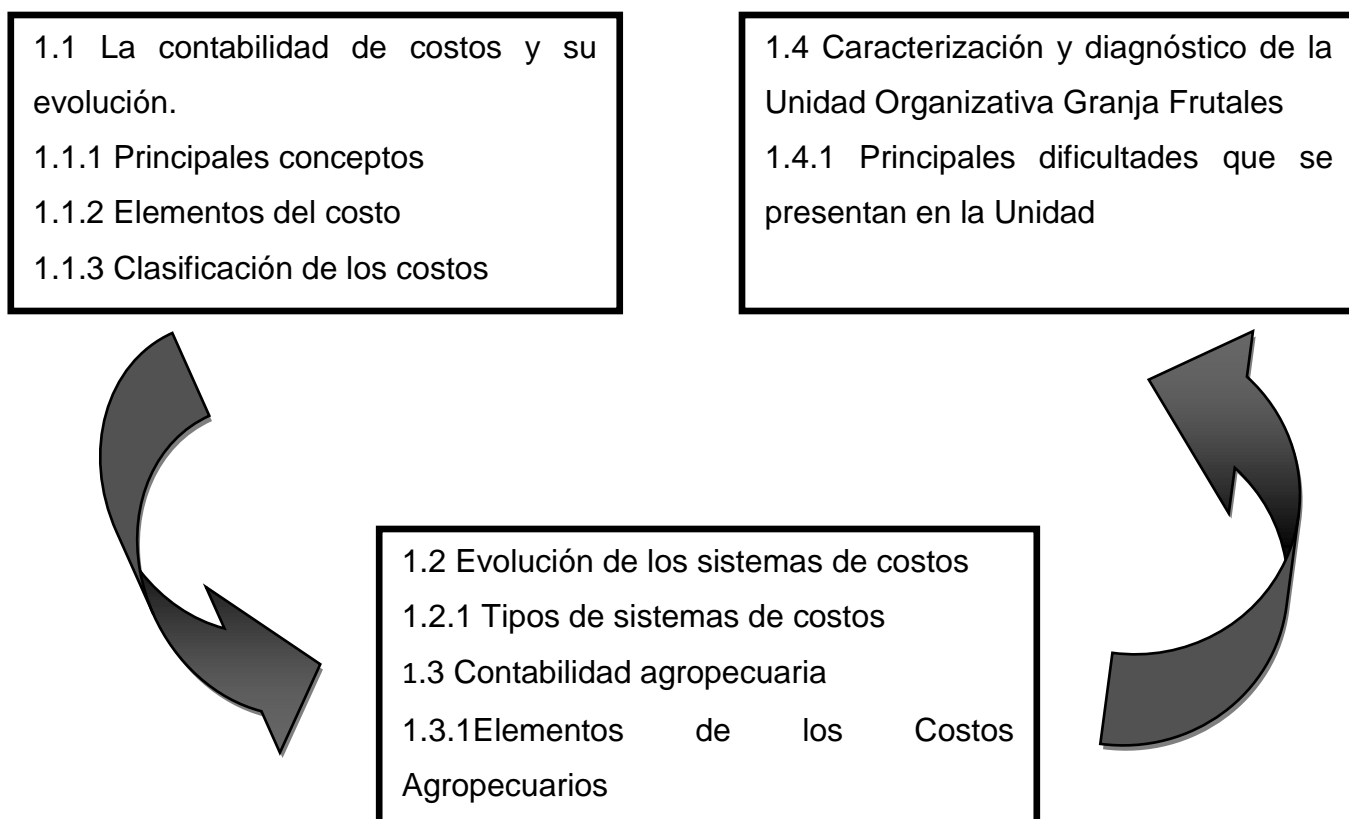 1.1 La contabilidad de costos y su
evolución.
1.1.1 Principales conceptos
1.1.2 Elementos del costo
1.1.3 Clasificación de los costos
1.4 Caracterización y diagnóstico de la
Unidad Organizativa Granja Frutales
1.4.1 Principales dificultades que se
presentan en la Unidad
1.2 Evolución de los sistemas de costos
1.2.1 Tipos de sistemas de costos
1.3 Contabilidad agropecuaria
1.3.1Elementos de los Costos
Agropecuarios